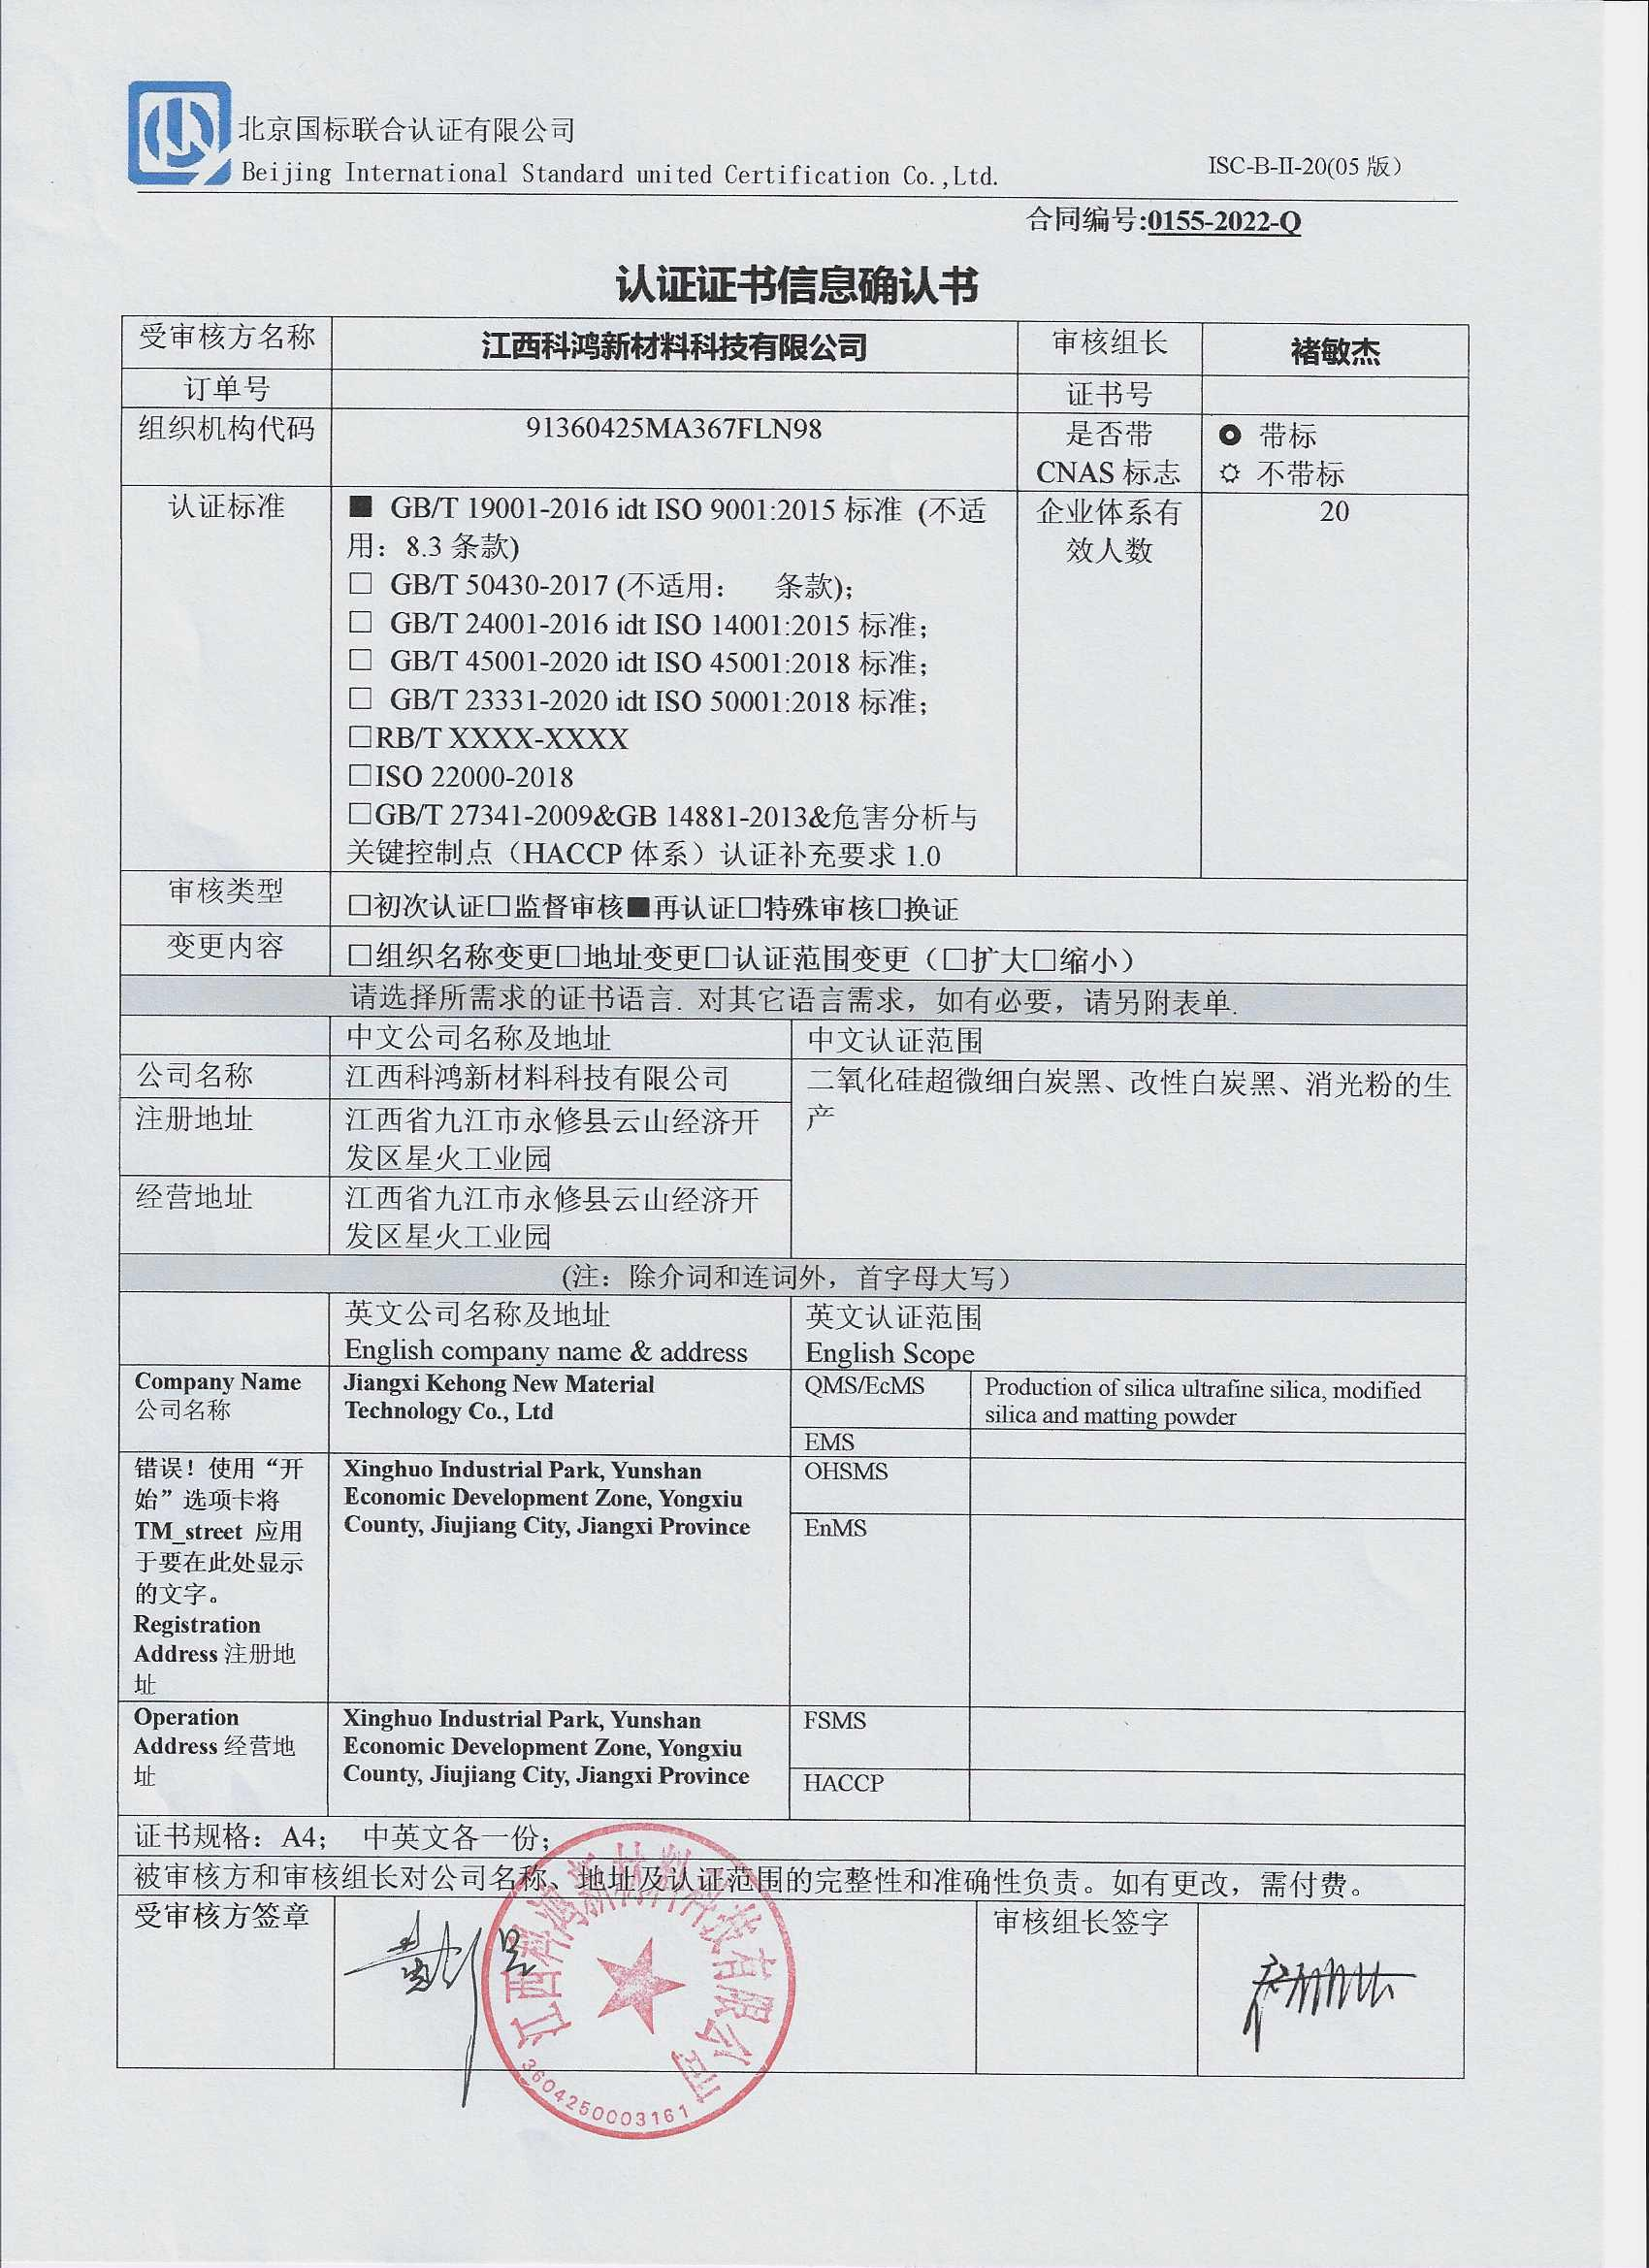 北京国标联合认证有限公司
Beijing International Standard united Certification Co.,Ltd.
ISC-B-II-20(05 版)
合同编号:0155-2022-Q
认证证书信息确认书
受审核方名称 江西科鸿新材料科技有限公司 审核组长 褚敏杰
订单号 证书号
组织机构代码 91360425MA367FLN98 是否带 带标
CNAS 标志 不带标
认证标准 ■ GB/T 19001-2016 idt ISO 9001:2015 标准 (不适 企业体系有 20
用：8.3 条款) 效人数
□ GB/T 50430-2017 (不适用： 条款)；
□ GB/T 24001-2016 idt ISO 14001:2015 标准；
□ GB/T 45001-2020 idt ISO 45001:2018 标准；
□ GB/T 23331-2020 idt ISO 50001:2018 标准；
□RB/T XXXX-XXXX
□ISO 22000-2018
□GB/T 27341-2009&GB 14881-2013&危害分析与
关键控制点（HACCP 体系）认证补充要求 1.0
审核类型 □初次认证□监督审核■再认证□特殊审核□换证
变更内容 □组织名称变更□地址变更□认证范围变更（□扩大□缩小）
请选择所需求的证书语言. 对其它语言需求，如有必要，请另附表单.
中文公司名称及地址 中文认证范围
公司名称 江西科鸿新材料科技有限公司 二氧化硅超微细白炭黑、改性白炭黑、消光粉的生
产
注册地址 江西省九江市永修县云山经济开
发区星火工业园
经营地址 江西省九江市永修县云山经济开
发区星火工业园
(注：除介词和连词外，首字母大写）
英文公司名称及地址 英文认证范围
English company name & address English Scope
Company Name Jiangxi Kehong New Material QMS/EcMS Production of silica ultrafine silica, modified
公司名称 Technology Co., Ltd silica and matting powder
EMS
错误！使用“开 Xinghuo Industrial Park, Yunshan OHSMS
始”选项卡将 Economic Development Zone, Yongxiu
TM_street 应用 County, Jiujiang City, Jiangxi Province EnMS
于要在此处显示
的文字。
Registration
Address 注册地
址
Operation Xinghuo Industrial Park, Yunshan FSMS
Address 经营地 Economic Development Zone, Yongxiu
址 County, Jiujiang City, Jiangxi Province HACCP
证书规格：A4； 中英文各一份；
被审核方和审核组长对公司名称、地址及认证范围的完整性和准确性负责。如有更改，需付费。
受审核方签章 审核组长签字
江西科鸿新材料科技有限公司
3604250003161